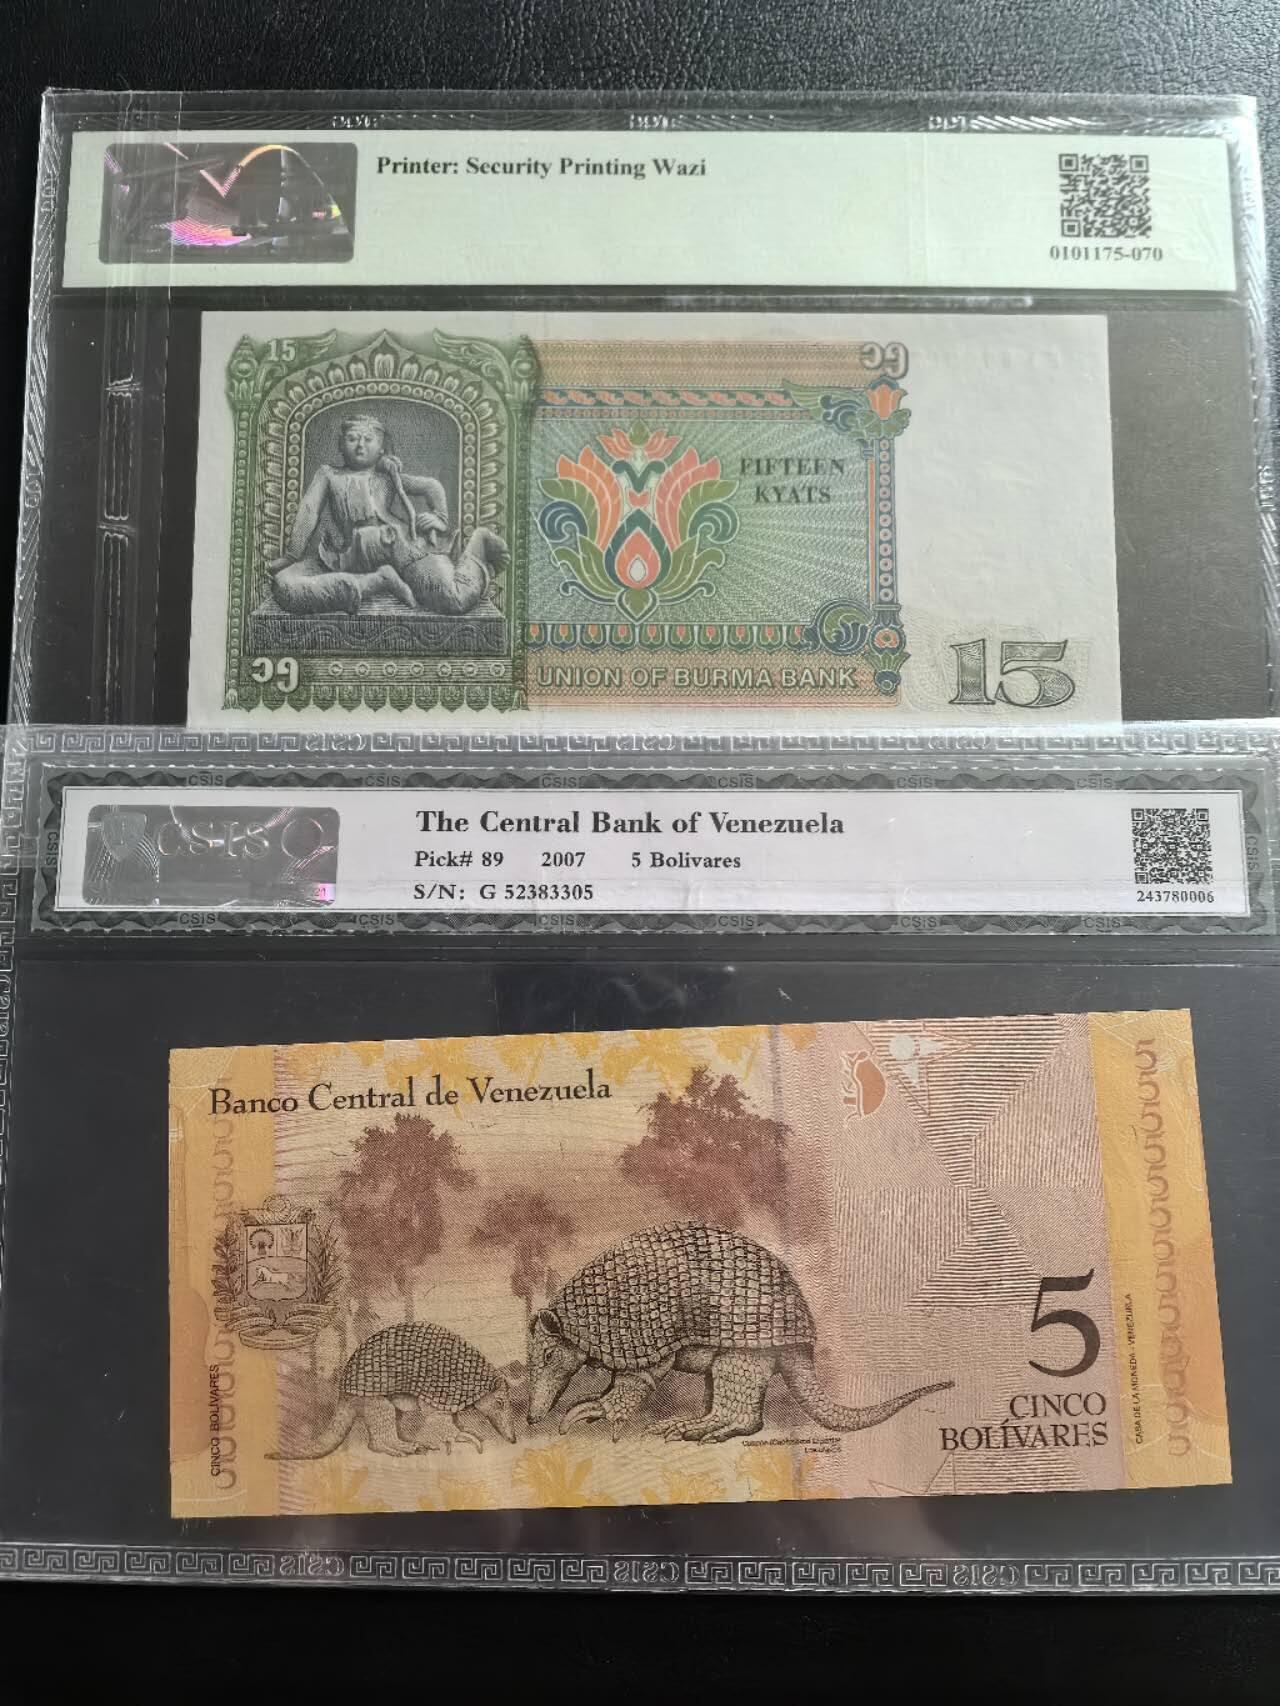 Printer: Security Printing Wazi
0101175-070
15
၁၅
FIFTEEN
KYATS
၁၅
UNION OF BURMA BANK
15
CSIS
The Central Bank of Venezuela
Pick# 89 2007 5 Bolivares
S/N: G 52383305
243780006
Banco Central de Venezuela
5
CINCO
BOLÍVARES
CINCO BOLÍVARES
CASA DE LA MONEDA - VENEZUELA